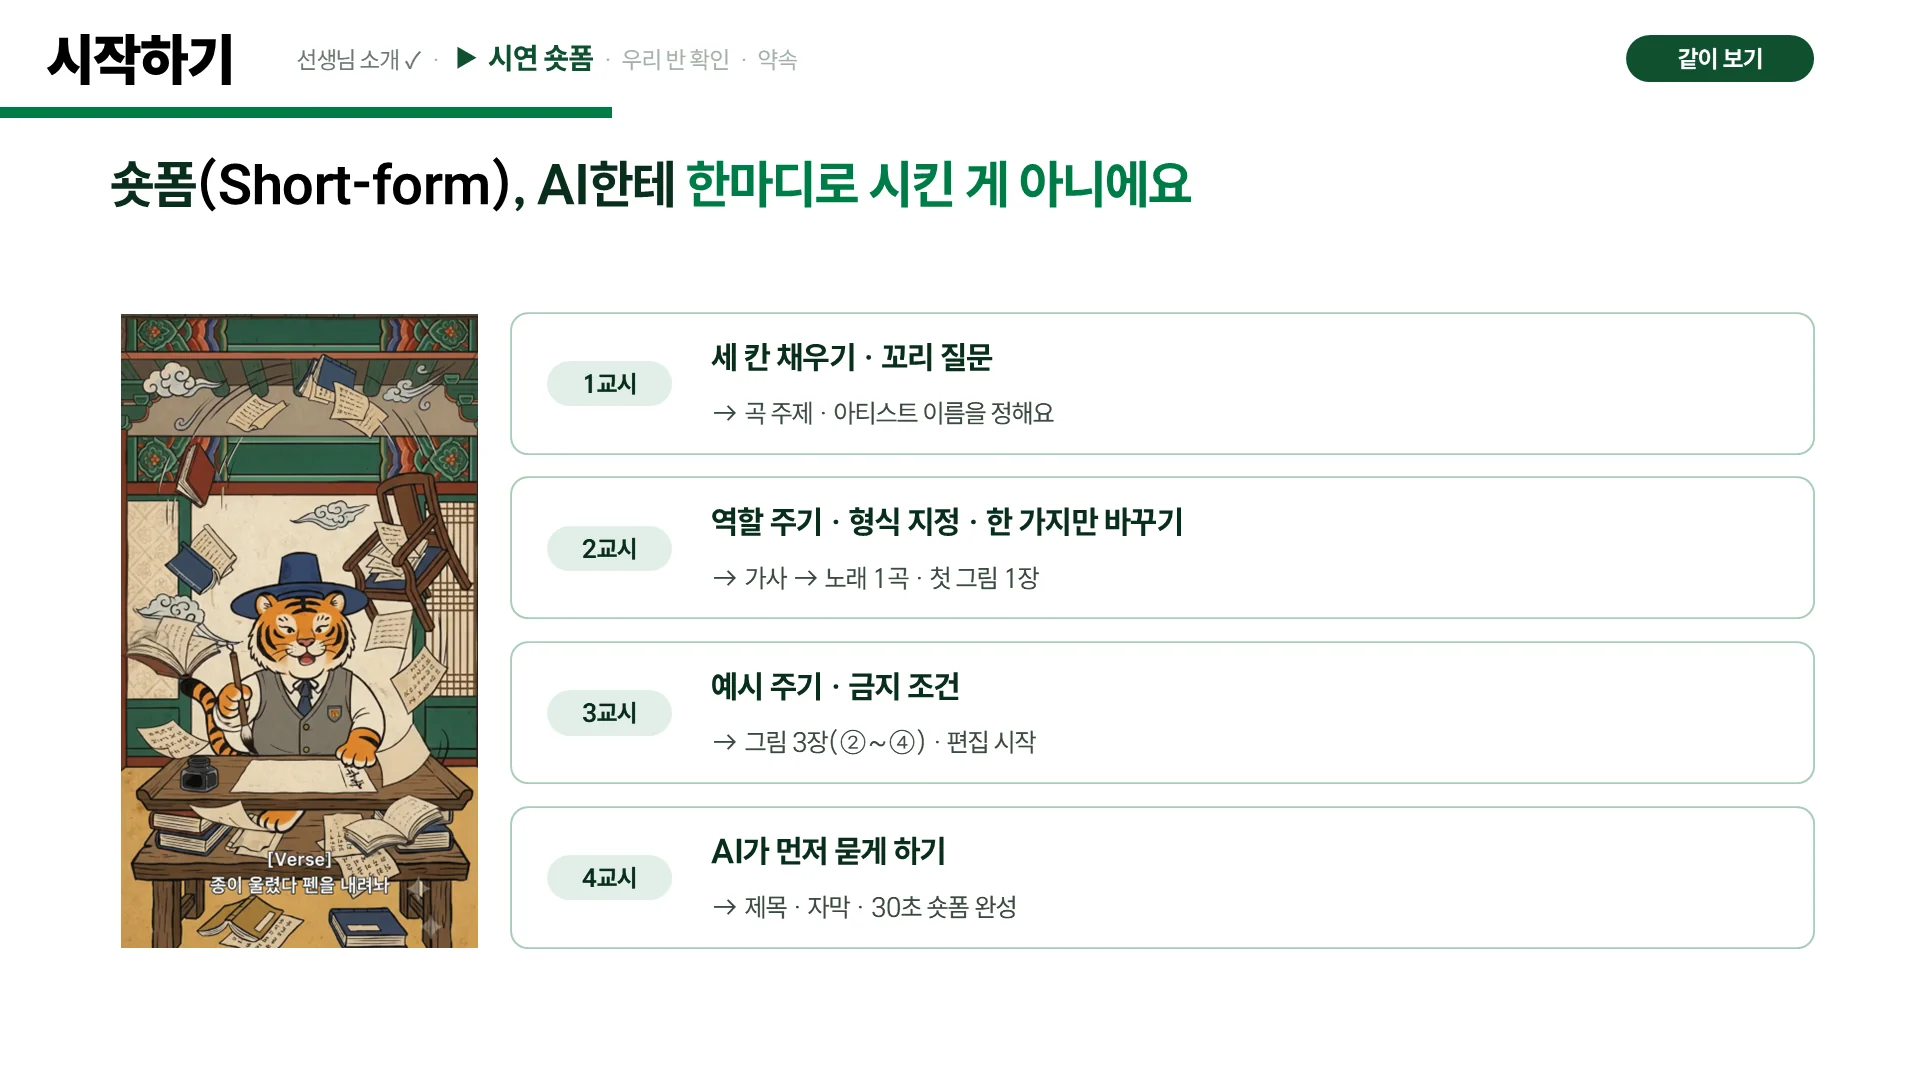 시작하기
선생님 소개 ✓ · ▶ 시연 숏폼 · 우리 반 확인 · 약속
같이 보기
숏폼(Short-form), AI한테 한마디로 시킨 게 아니에요
[Verse]
종이 울렸다 펜을 내려놔
1교시
세 칸 채우기 · 꼬리 질문
→ 곡 주제 · 아티스트 이름을 정해요
2교시
역할 주기 · 형식 지정 · 한 가지만 바꾸기
→ 가사 → 노래 1곡 · 첫 그림 1장
3교시
예시 주기 · 금지 조건
→ 그림 3장(②~④) · 편집 시작
4교시
AI가 먼저 묻게 하기
→ 제목 · 자막 · 30초 숏폼 완성